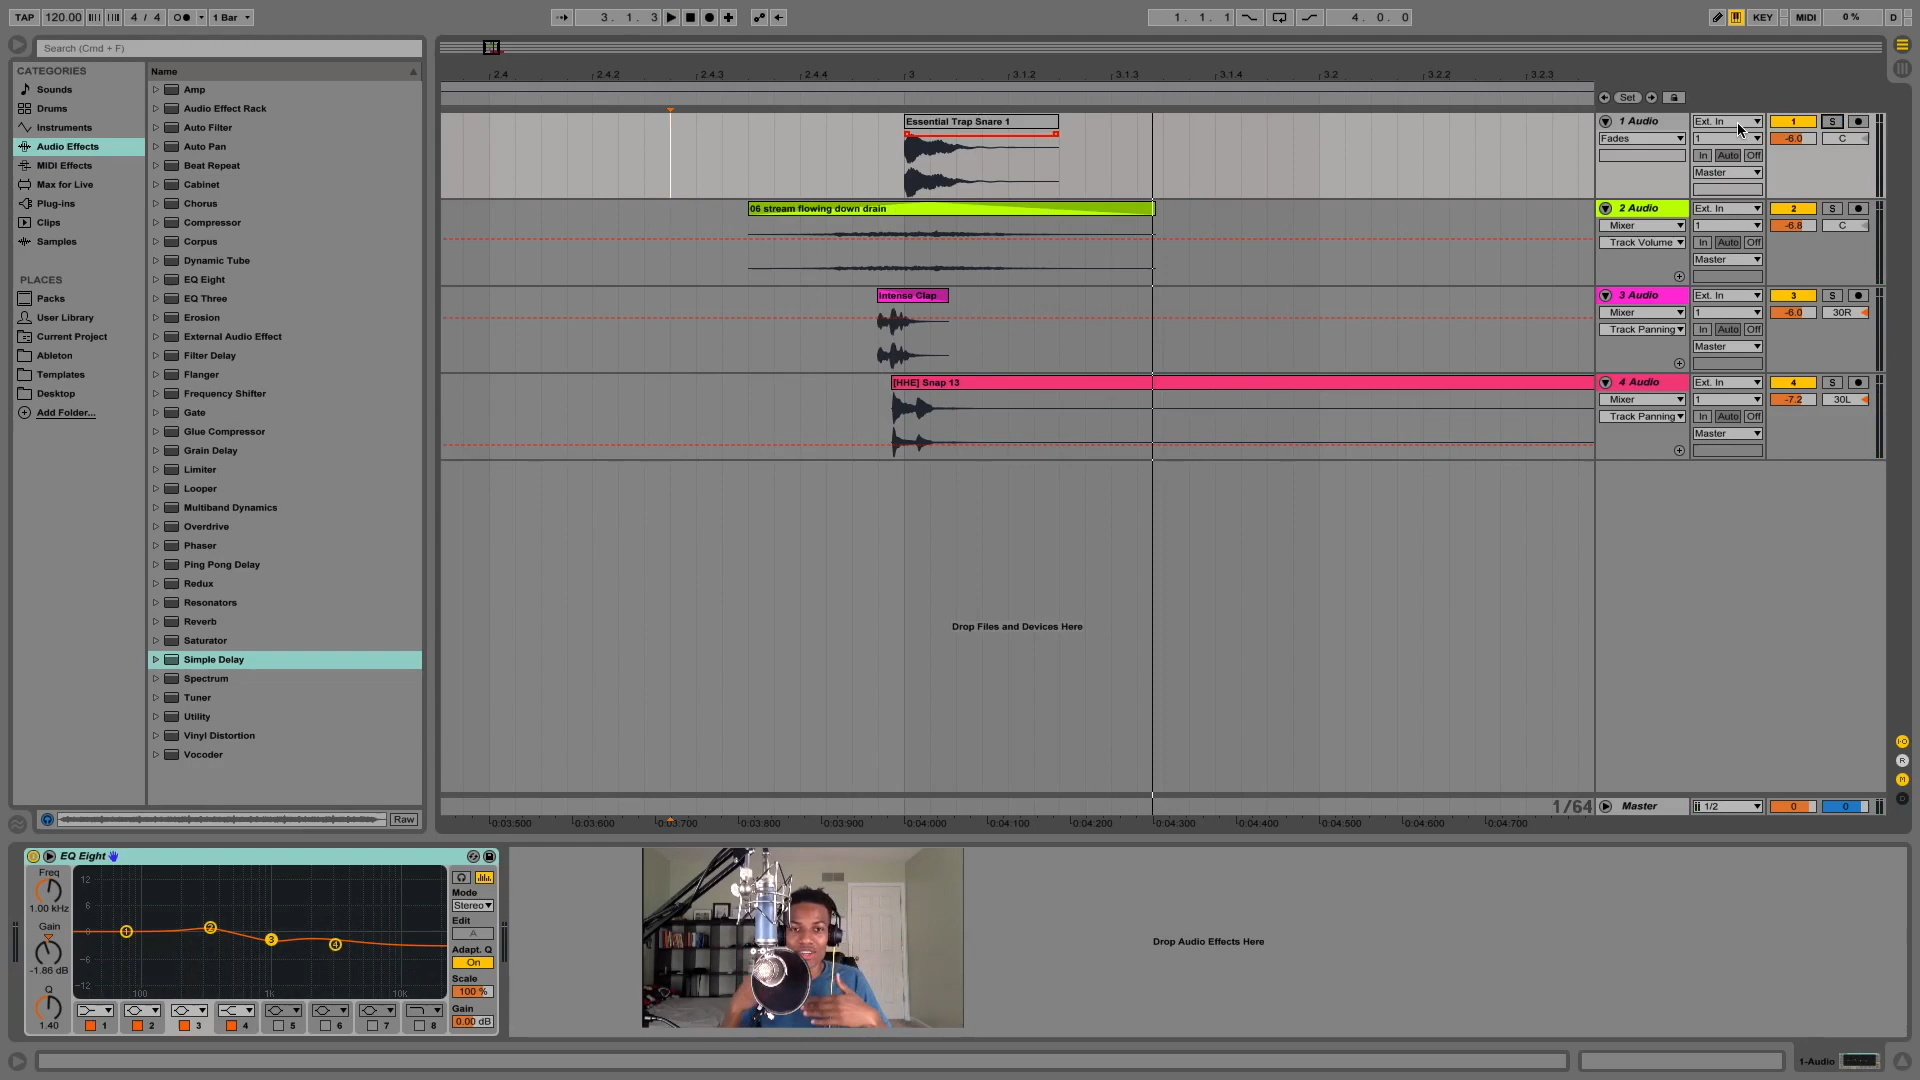 TAP 120.00 4 / 4 1 Bar 3. 1. 3 1. 1. 1 4. 0. 0 KEY MIDI 0 % D
Search (Cmd + F)
CATEGORIES
Sounds
Drums
Instruments
Audio Effects
MIDI Effects
Max for Live
Plug-ins
Clips
Samples
PLACES
Packs
User Library
Current Project
Ableton
Templates
Desktop
Add Folder...
Name
Amp
Audio Effect Rack
Auto Filter
Auto Pan
Beat Repeat
Cabinet
Chorus
Compressor
Corpus
Dynamic Tube
EQ Eight
EQ Three
Erosion
External Audio Effect
Filter Delay
Flanger
Frequency Shifter
Gate
Glue Compressor
Grain Delay
Limiter
Looper
Multiband Dynamics
Overdrive
Phaser
Ping Pong Delay
Redux
Resonators
Reverb
Saturator
Simple Delay
Spectrum
Tuner
Utility
Vinyl Distortion
Vocoder
Raw
2.4 2.4.2 2.4.3 2.4.4 3 3.1.2 3.1.3 3.1.4 3.2 3.2.2 3.2.3
Set
Essential Trap Snare 1
1 Audio Ext. In 1 S
Fades 1 -6.0 C
In Auto Off
Master
06 stream flowing down drain
2 Audio Ext. In 2 S
Mixer 1 -6.8 C
Track Volume In Auto Off
Master
Intense Clap
3 Audio Ext. In 3 S
Mixer 1 -6.0 30R
Track Panning In Auto Off
Master
[HHE] Snap 13
4 Audio Ext. In 4 S
Mixer 1 -7.2 30L
Track Panning In Auto Off
Master
Drop Files and Devices Here
I-O
R
M
D
1/64 Master 1/2 0 0
0:03:500 0:03:600 0:03:700 0:03:800 0:03:900 0:04:000 0:04:100 0:04:200 0:04:300 0:04:400 0:04:500 0:04:600 0:04:700
EQ Eight
Freq
1.00 kHz
Gain
-1.86 dB
Q
1.40
12
6
0
-6
-12
100 1k 10k
1 2 3 4
1 2 3 4 5 6 7 8
Mode
Stereo
Edit
A
Adapt. Q
On
Scale
100 %
Gain
0.00 dB
Drop Audio Effects Here
1-Audio